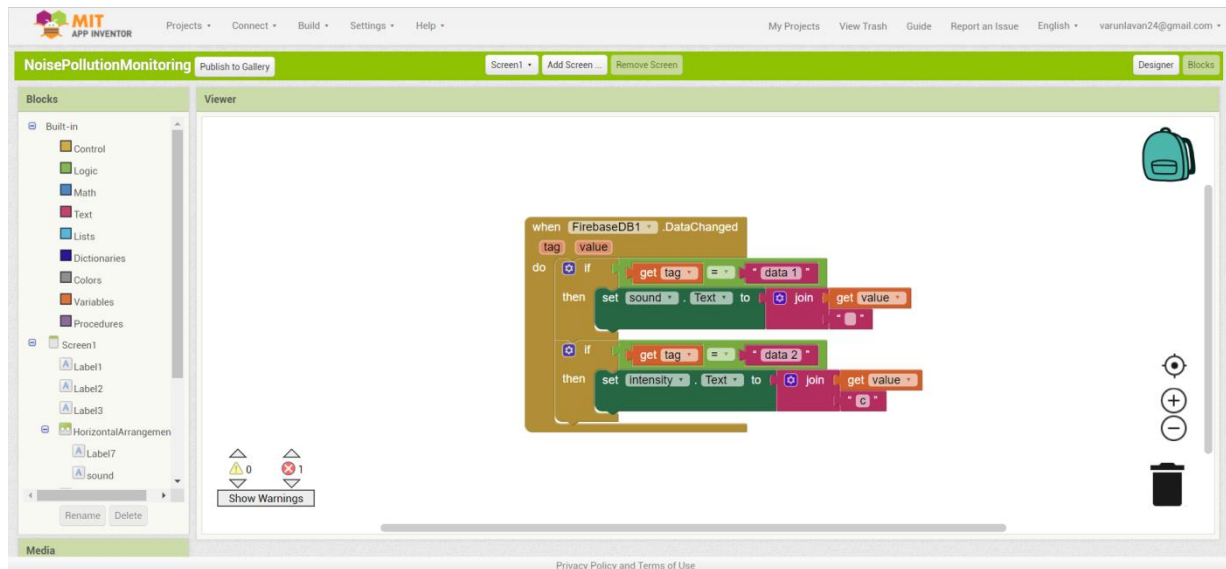 MIT
APP INVENTOR
Projects Connect Build Settings Help My Projects View Trash Guide Report an Issue English varunlavan24@gmail.com
NoisePollutionMonitoring Publish to Gallery Screen1 Add Screen ... Remove Screen Designer Blocks
Blocks
Viewer
Built-in
Control
Logic
Math
Text
Lists
Dictionaries
Colors
Variables
Procedures
Screen1
Label1
Label2
Label3
HorizontalArrangemen
Label7
sound
Rename Delete
Media
when FirebaseDB1 .DataChanged
tag value
do if get tag = " data 1 "
then set sound . Text to join get value
" "
if get tag = " data 2 "
then set intensity . Text to join get value
" c "
0 1
Show Warnings
Privacy Policy and Terms of Use